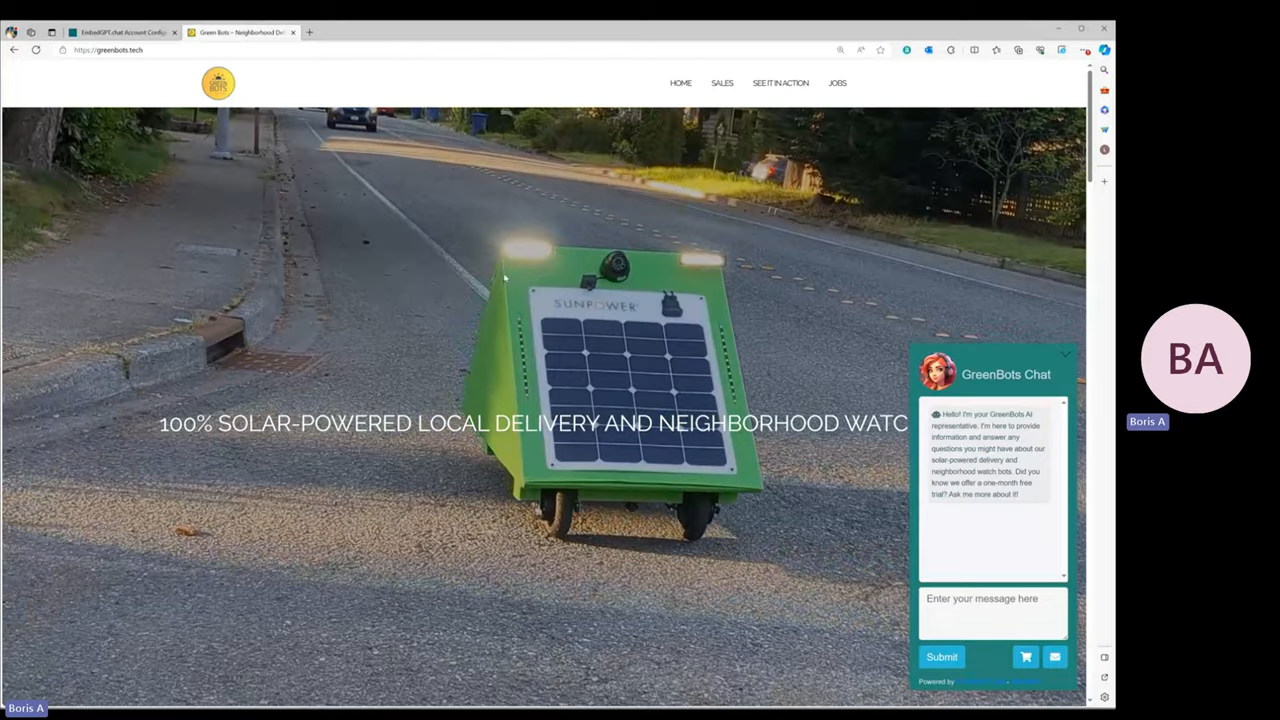 EmbedGPT.chat Account Config
Green Bots – Neighborhood Del
https://greenbots.tech
GREEN
BOTS
HOME SALES SEE IT IN ACTION JOBS
SUNPOWER
100% SOLAR-POWERED LOCAL DELIVERY AND NEIGHBORHOOD WATC
GreenBots Chat
Hello! I'm your GreenBots AI
representative. I'm here to provide
information and answer any
questions you might have about our
solar-powered delivery and
neighborhood watch bots. Did you
know we offer a one-month free
trial? Ask me more about it!
Enter your message here
Submit
Powered by
BA
Boris A
Boris A